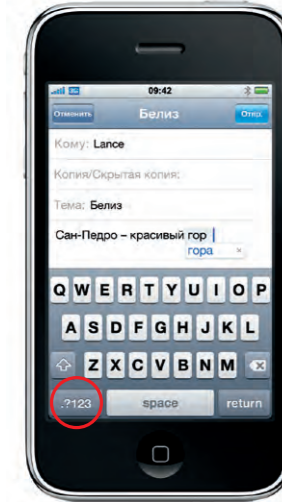 09:42
Отменить Белиз Отпр.
Кому: Lance
Копия/Скрытая копия:
Тема: Белиз
Сан-Педро – красивый гор
гора ×
Q W E R T Y U I O P
A S D F G H J K L
Z X C V B N M
.?123 space return